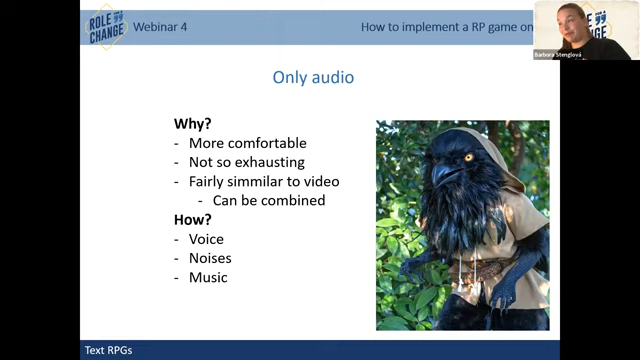 ROLE
CHANGE
Webinar 4
How to implement a RP game on
Barbora Stenglová
Only audio
Why?
- More comfortable
- Not so exhausting
- Fairly simmilar to video
- Can be combined
How?
- Voice
- Noises
- Music
Text RPGs